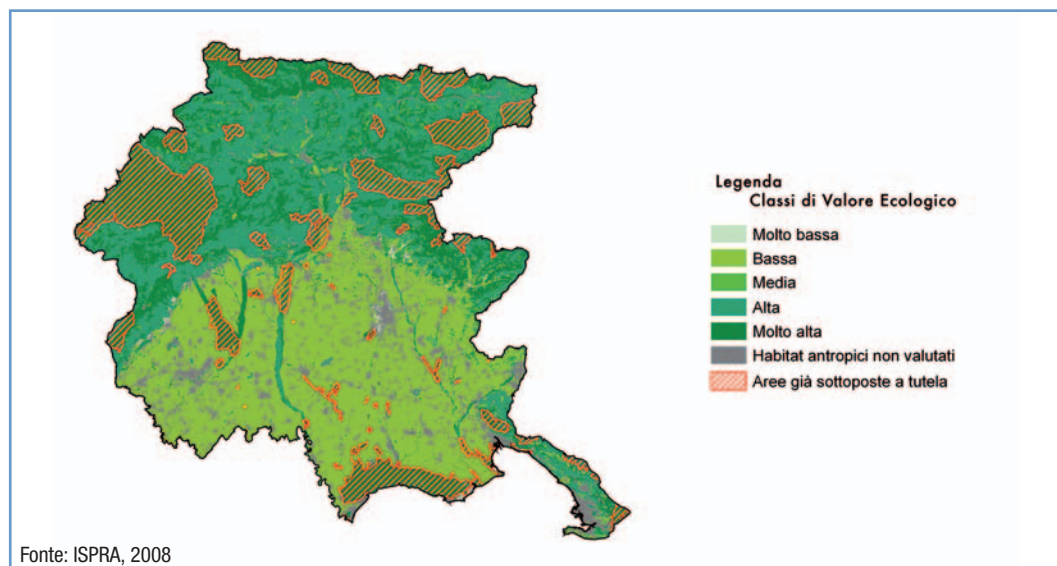 Legenda
Classi di Valore Ecologico
Molto bassa
Bassa
Media
Alta
Molto alta
Habitat antropici non valutati
Aree già sottoposte a tutela
Fonte: ISPRA, 2008